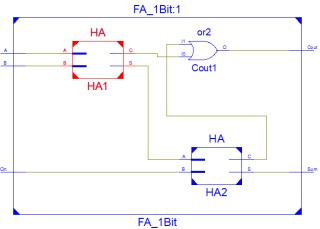 FA_1Bit:1
HA
or2
A
A
C
I1
O
Cout
B
B
S
I0
HA1
Cout1
HA
A
C
Cin
B
S
Sum
HA2
FA_1Bit